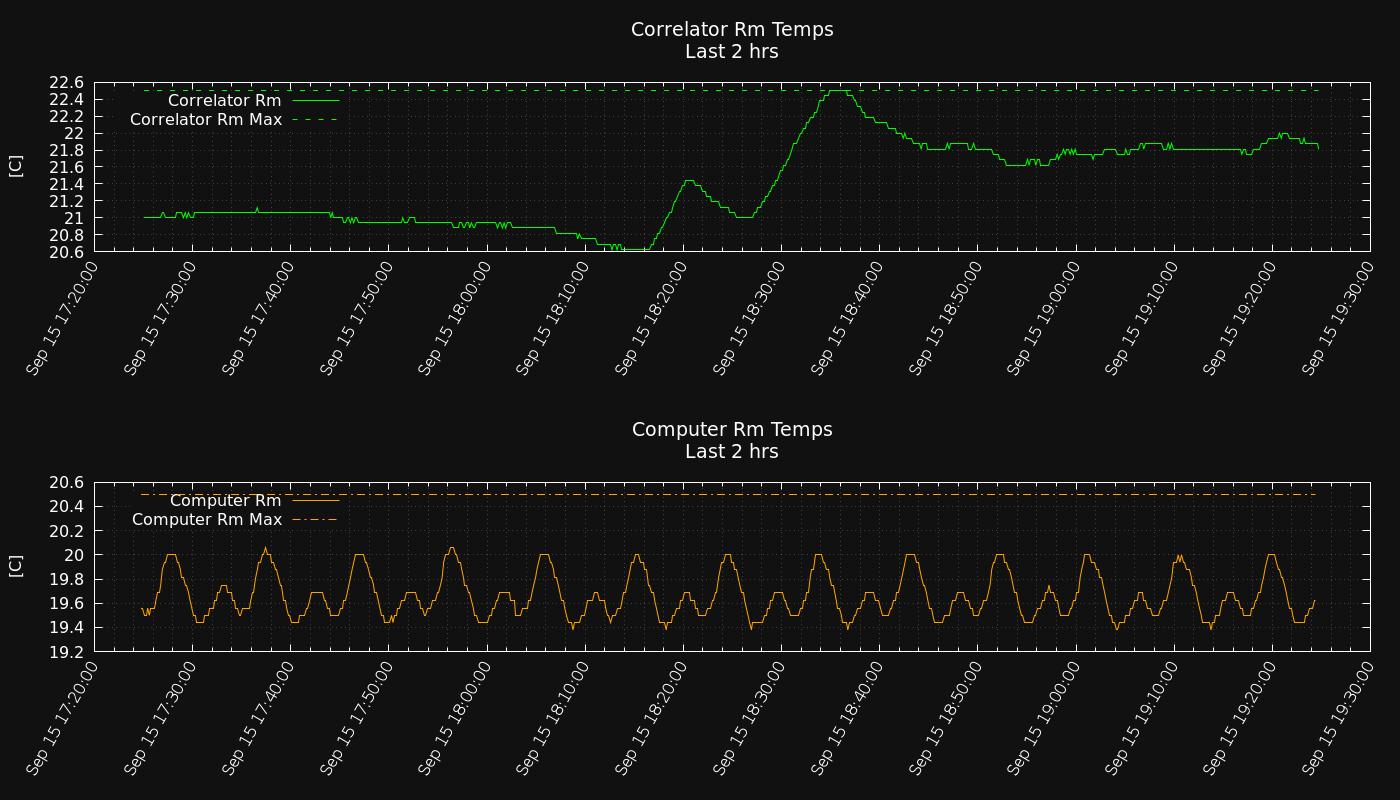 Correlator Rm Temps
Last 2 hrs
22.6
22.4
22.2
22
21.8
21.6
21.4
21.2
21
20.8
20.6
[C]
Correlator Rm
Correlator Rm Max
Sep 15 17:20:00
Sep 15 17:30:00
Sep 15 17:40:00
Sep 15 17:50:00
Sep 15 18:00:00
Sep 15 18:10:00
Sep 15 18:20:00
Sep 15 18:30:00
Sep 15 18:40:00
Sep 15 18:50:00
Sep 15 19:00:00
Sep 15 19:10:00
Sep 15 19:20:00
Sep 15 19:30:00
Computer Rm Temps
Last 2 hrs
20.6
20.4
20.2
20
19.8
19.6
19.4
19.2
[C]
Computer Rm
Computer Rm Max
Sep 15 17:20:00
Sep 15 17:30:00
Sep 15 17:40:00
Sep 15 17:50:00
Sep 15 18:00:00
Sep 15 18:10:00
Sep 15 18:20:00
Sep 15 18:30:00
Sep 15 18:40:00
Sep 15 18:50:00
Sep 15 19:00:00
Sep 15 19:10:00
Sep 15 19:20:00
Sep 15 19:30:00